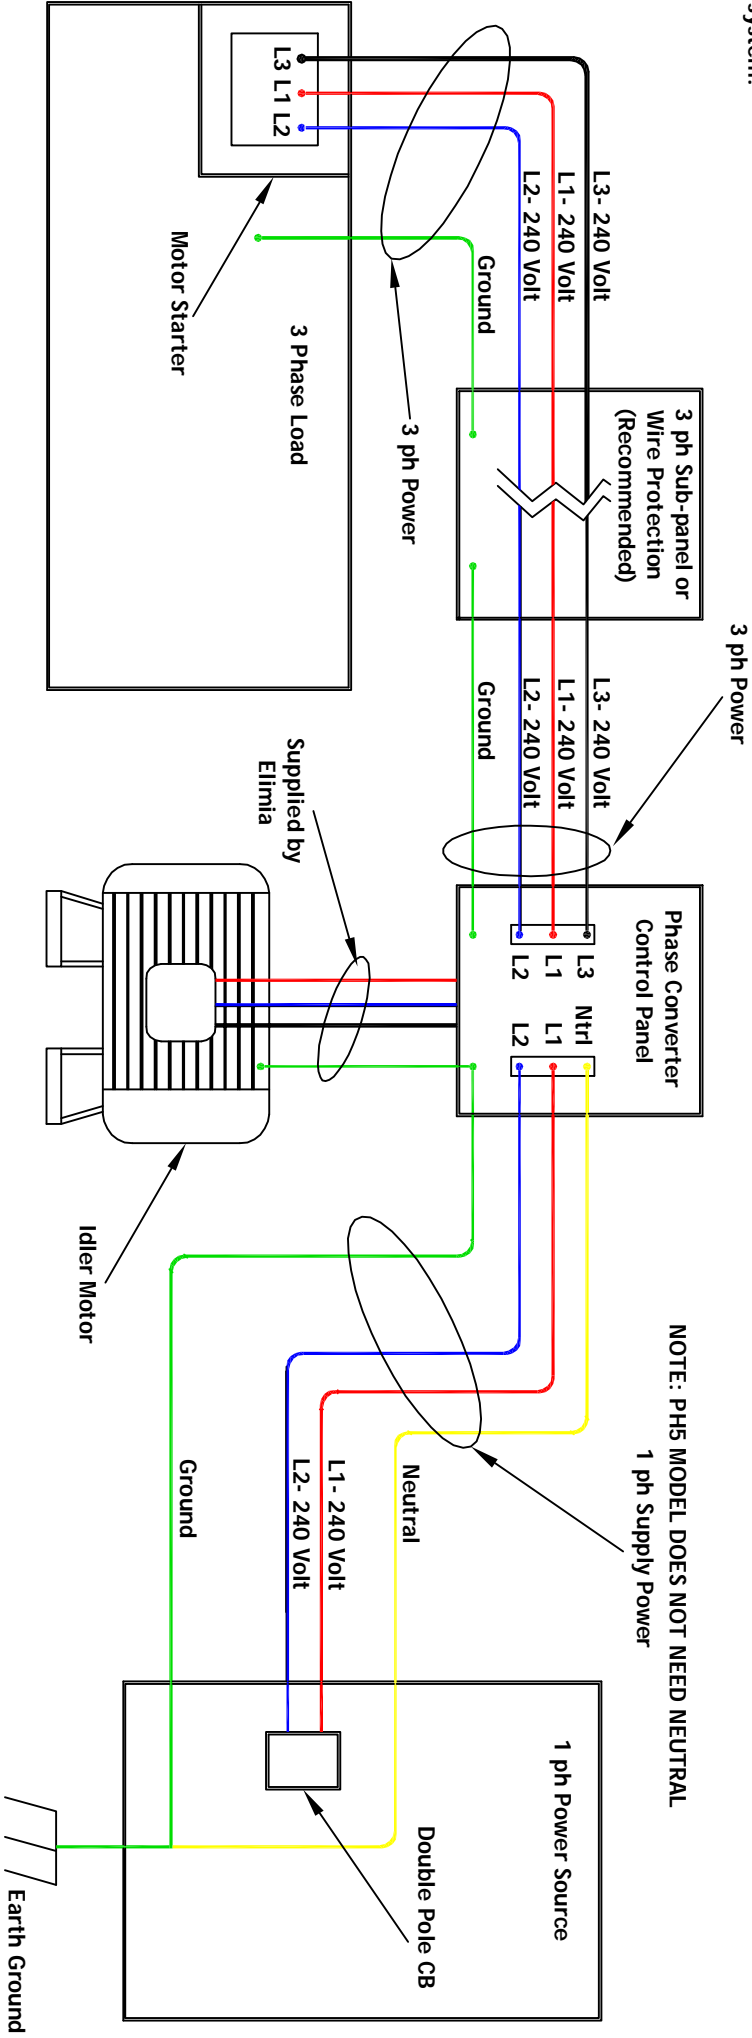 system.
3 ph Power
NOTE: PH5 MODEL DOES NOT NEED NEUTRAL
1 ph Supply Power
3 ph Sub-panel or
Wire Protection
(Recommended)
Phase Converter
Control Panel
L3- 240 Volt
L1- 240 Volt
L2- 240 Volt
Ground
L3- 240 Volt
L1- 240 Volt
L2- 240 Volt
Ground
L3
L1
L2
Ntrl
L1
L2
1 ph Power Source
Double Pole CB
3 ph Power
Neutral
L1- 240 Volt
L2- 240 Volt
Ground
L3
L1
L2
Motor Starter
3 Phase Load
Supplied by
Elimia
Idler Motor
Earth Ground